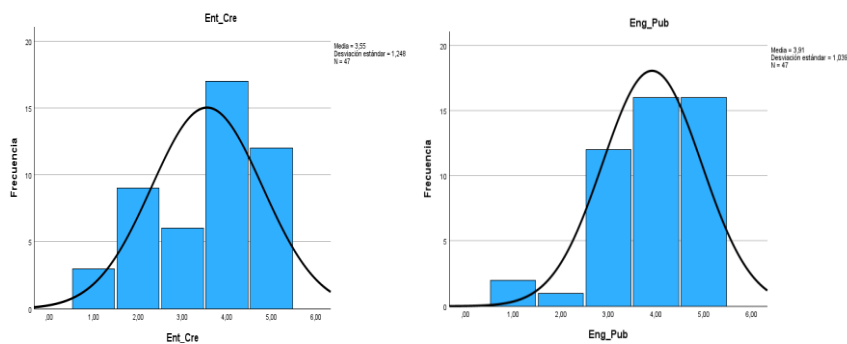 Ent_Cre
Media = 3,55
Desviación estándar = 1,248
N = 47
20
15
10
5
0
Frecuencia
,00
1,00
2,00
3,00
4,00
5,00
6,00
Ent_Cre
Eng_Pub
Media = 3,91
Desviación estándar = 1,039
N = 47
20
15
10
5
0
Frecuencia
,00
1,00
2,00
3,00
4,00
5,00
6,00
Eng_Pub